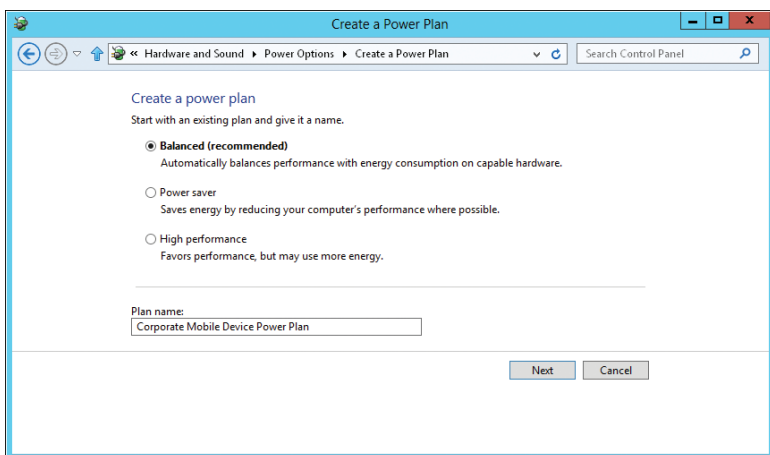 Create a Power Plan
« Hardware and Sound ▸ Power Options ▸ Create a Power Plan
Search Control Panel
Create a power plan
Start with an existing plan and give it a name.
Balanced (recommended)
Automatically balances performance with energy consumption on capable hardware.
Power saver
Saves energy by reducing your computer's performance where possible.
High performance
Favors performance, but may use more energy.
Plan name:
Corporate Mobile Device Power Plan
Next Cancel